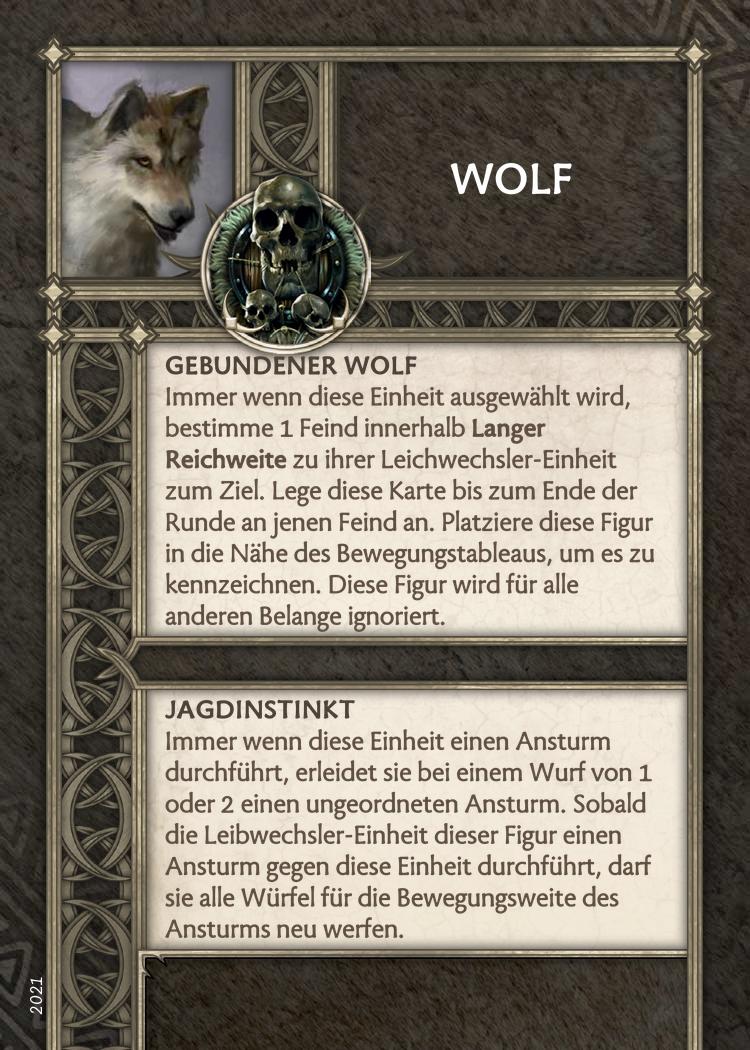 WOLF
GEBUNDENER WOLF
Immer wenn diese Einheit ausgewählt wird,
bestimme 1 Feind innerhalb Langer
Reichweite zu ihrer Leichwechsler-Einheit
zum Ziel. Lege diese Karte bis zum Ende der
Runde an jenen Feind an. Platziere diese Figur
in die Nähe des Bewegungstableaus, um es zu
kennzeichnen. Diese Figur wird für alle
anderen Belange ignoriert.
JAGDINSTINKT
Immer wenn diese Einheit einen Ansturm
durchführt, erleidet sie bei einem Wurf von 1
oder 2 einen ungeordneten Ansturm. Sobald
die Leibwechsler-Einheit dieser Figur einen
Ansturm gegen diese Einheit durchführt, darf
sie alle Würfel für die Bewegungsweite des
Ansturms neu werfen.
2021